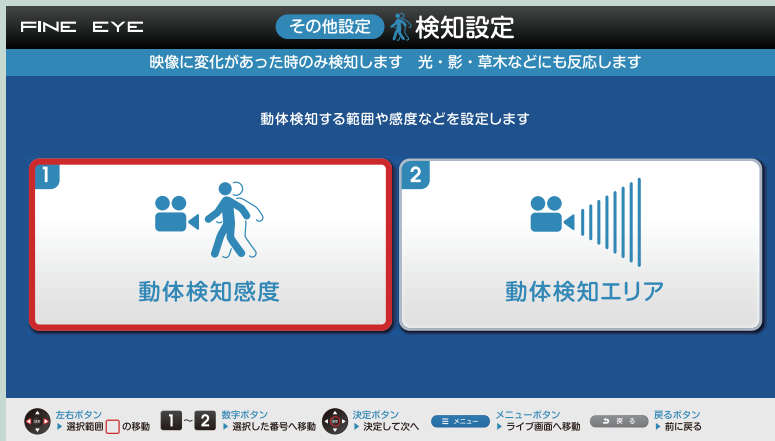 FINE EYE
その他設定 検知設定
映像に変化があった時のみ検知します 光・影・草木などにも反応します
動体検知する範囲や感度などを設定します
1
動体検知感度
2
動体検知エリア
左右ボタン
▶ 選択範囲 の移動
1 ~ 2
数字ボタン
▶ 選択した番号へ移動
決定ボタン
▶ 決定して次へ
メニュー
メニューボタン
▶ ライブ画面へ移動
戻る
戻るボタン
▶ 前に戻る